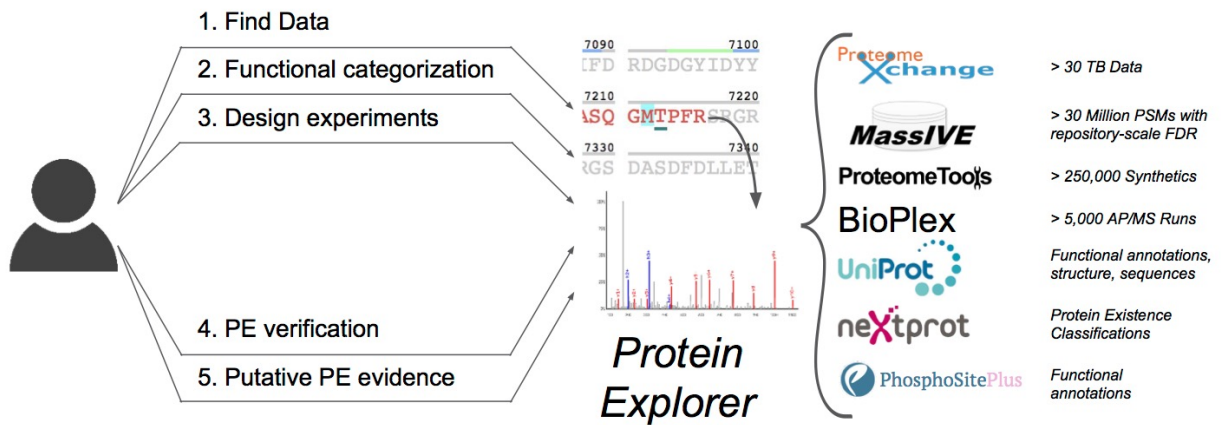 1. Find Data
2. Functional categorization
3. Design experiments
4. PE verification
5. Putative PE evidence
7090 7100
IFD RDGDGYIDYY
7210 7220
ASQ GMTPFRSRGR
7330 7340
RGS DASDFDLLET
Protein
Explorer
Proteome
Xchange
> 30 TB Data
MassIVE
> 30 Million PSMs with
repository-scale FDR
ProteomeTools
> 250,000 Synthetics
BioPlex
> 5,000 AP/MS Runs
UniProt
Functional annotations,
structure, sequences
neXtprot
Protein Existence
Classifications
PhosphoSitePlus
Functional
annotations